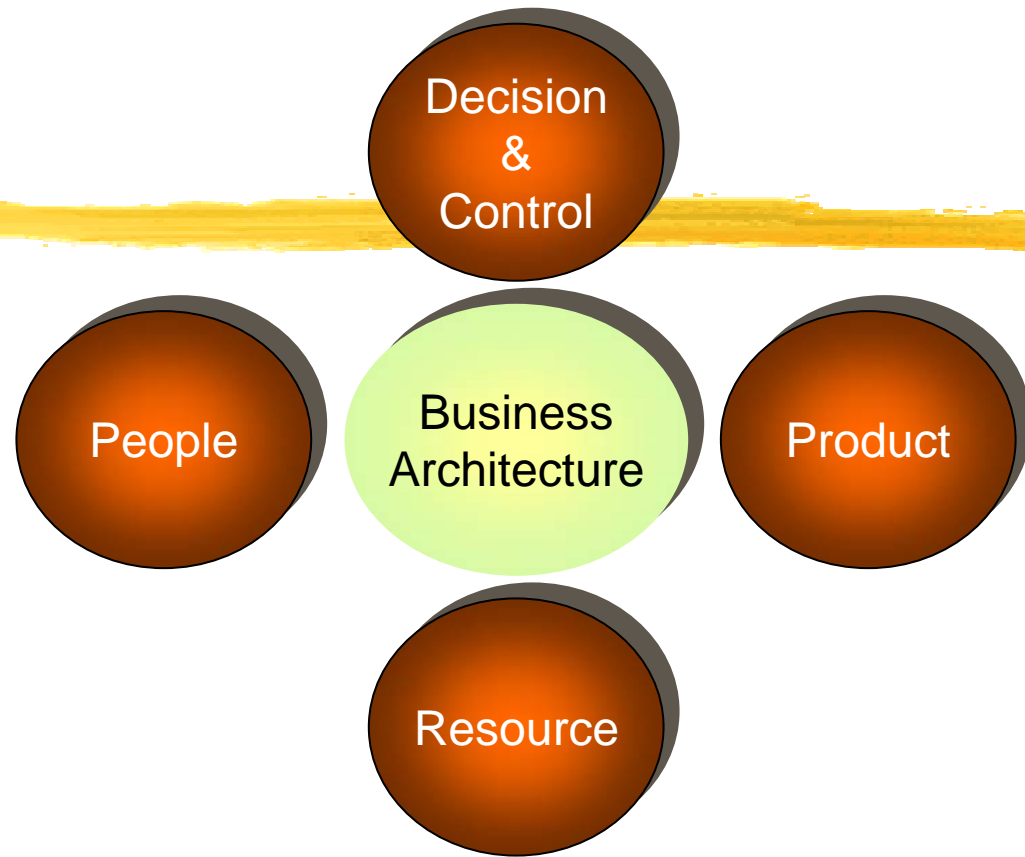 Decision
&
Control
People
Business
Architecture
Product
Resource